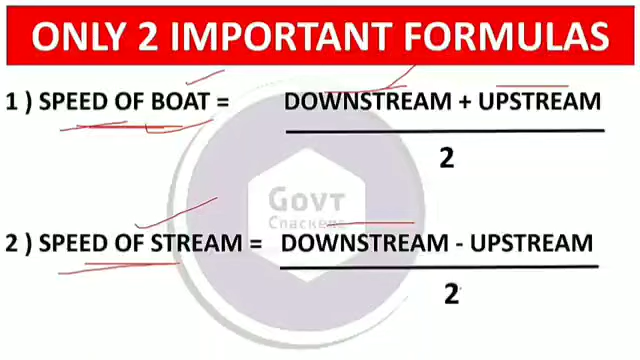 ONLY 2 IMPORTANT FORMULAS
1 ) SPEED OF BOAT = DOWNSTREAM + UPSTREAM
2
Govt
Crackers
2 ) SPEED OF STREAM = DOWNSTREAM - UPSTREAM
2